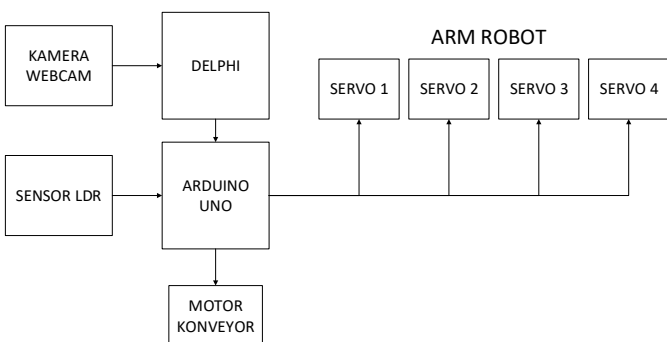 ARM ROBOT
KAMERA
WEBCAM
DELPHI
SERVO 1
SERVO 2
SERVO 3
SERVO 4
SENSOR LDR
ARDUINO
UNO
MOTOR
KONVEYOR